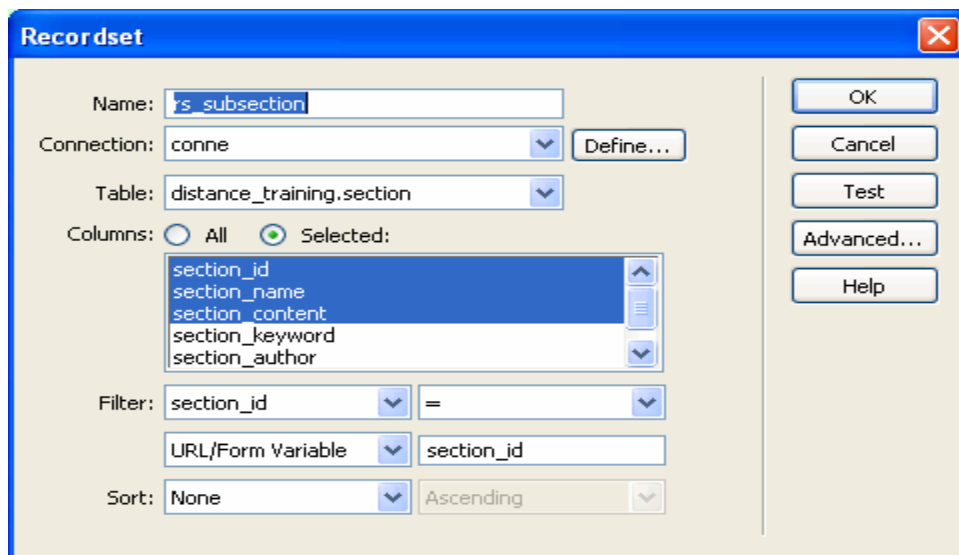 Recordset
Name: rs_subsection
OK
Connection: conne
Define...
Cancel
Table: distance_training.section
Test
Columns: All Selected:
Advanced...
section_id
section_name
section_content
section_keyword
section_author
Help
Filter: section_id =
URL/Form Variable section_id
Sort: None Ascending